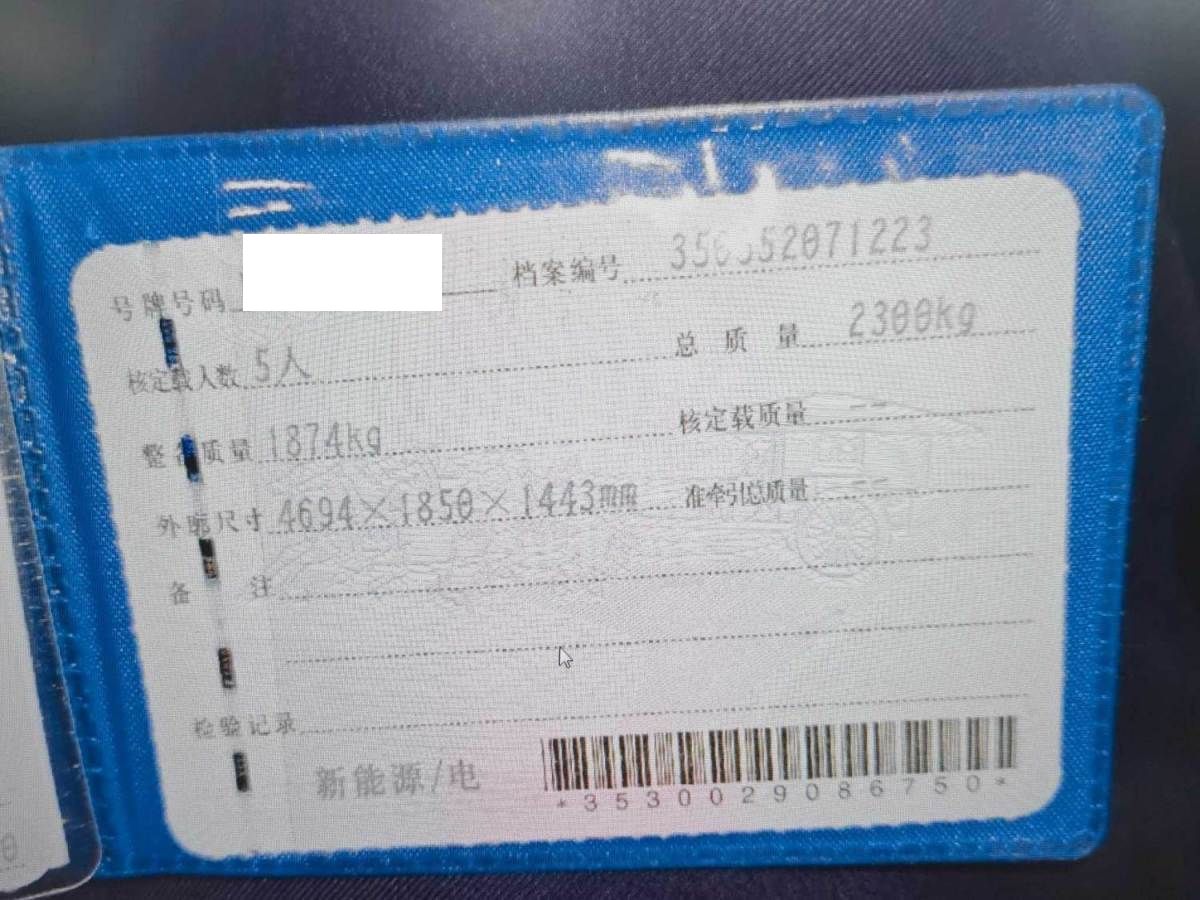 号牌号码 档案编号
核定载人数 5人 总质量 2300kg
整备质量 1874kg 核定载质量 --
外廓尺寸 4694×1850×1443mm 准牵引总质量 --
备注
检验记录
新能源/电
*3530029086750*